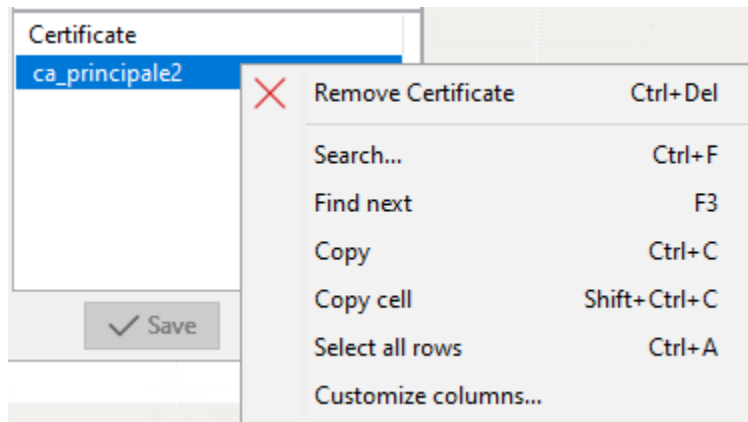 Certificate
ca_principale2
Remove Certificate Ctrl+Del
Search... Ctrl+F
Find next F3
Copy Ctrl+C
Copy cell Shift+Ctrl+C
Save
Select all rows Ctrl+A
Customize columns...